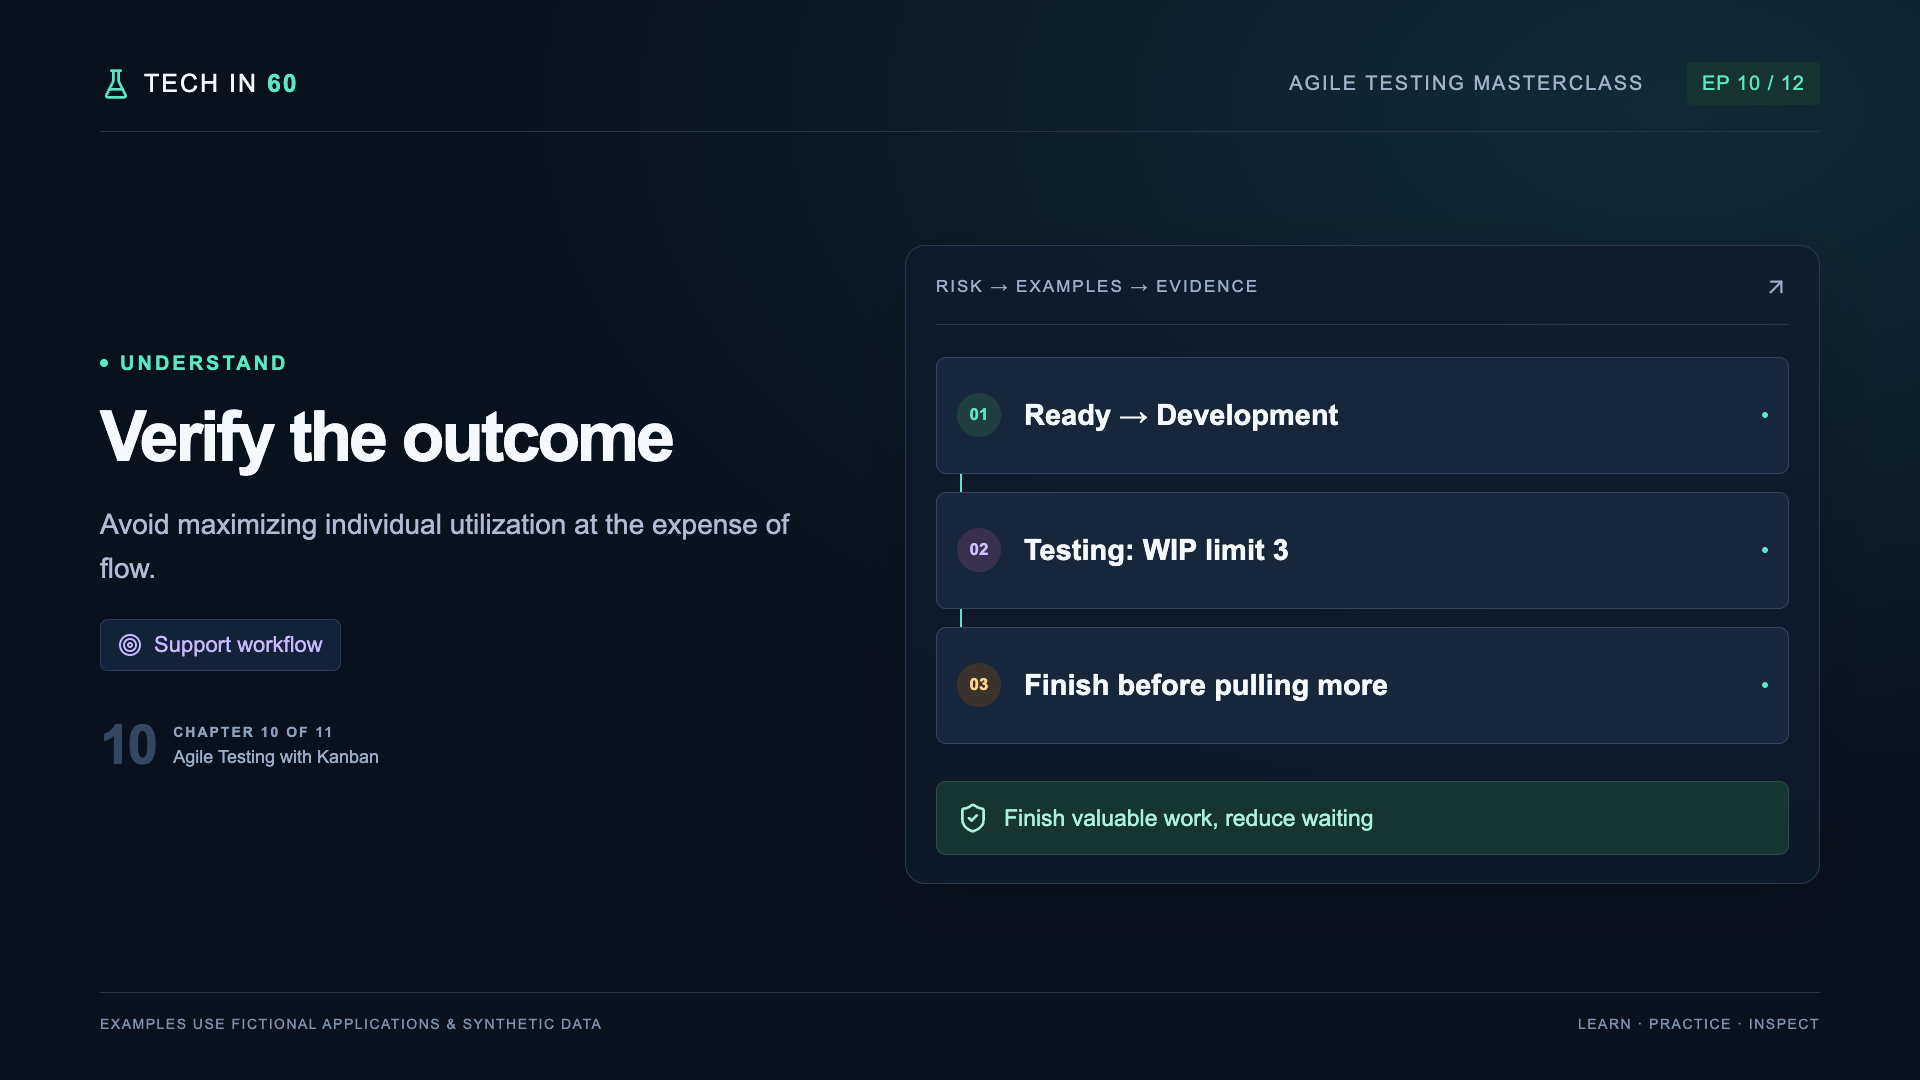 TECH IN 60
AGILE TESTING MASTERCLASS
EP 10 / 12
• UNDERSTAND
Verify the outcome
Avoid maximizing individual utilization at the expense of
flow.
Support workflow
10
CHAPTER 10 OF 11
Agile Testing with Kanban
RISK → EXAMPLES → EVIDENCE
01
Ready → Development
02
Testing: WIP limit 3
03
Finish before pulling more
Finish valuable work, reduce waiting
EXAMPLES USE FICTIONAL APPLICATIONS & SYNTHETIC DATA
LEARN · PRACTICE · INSPECT